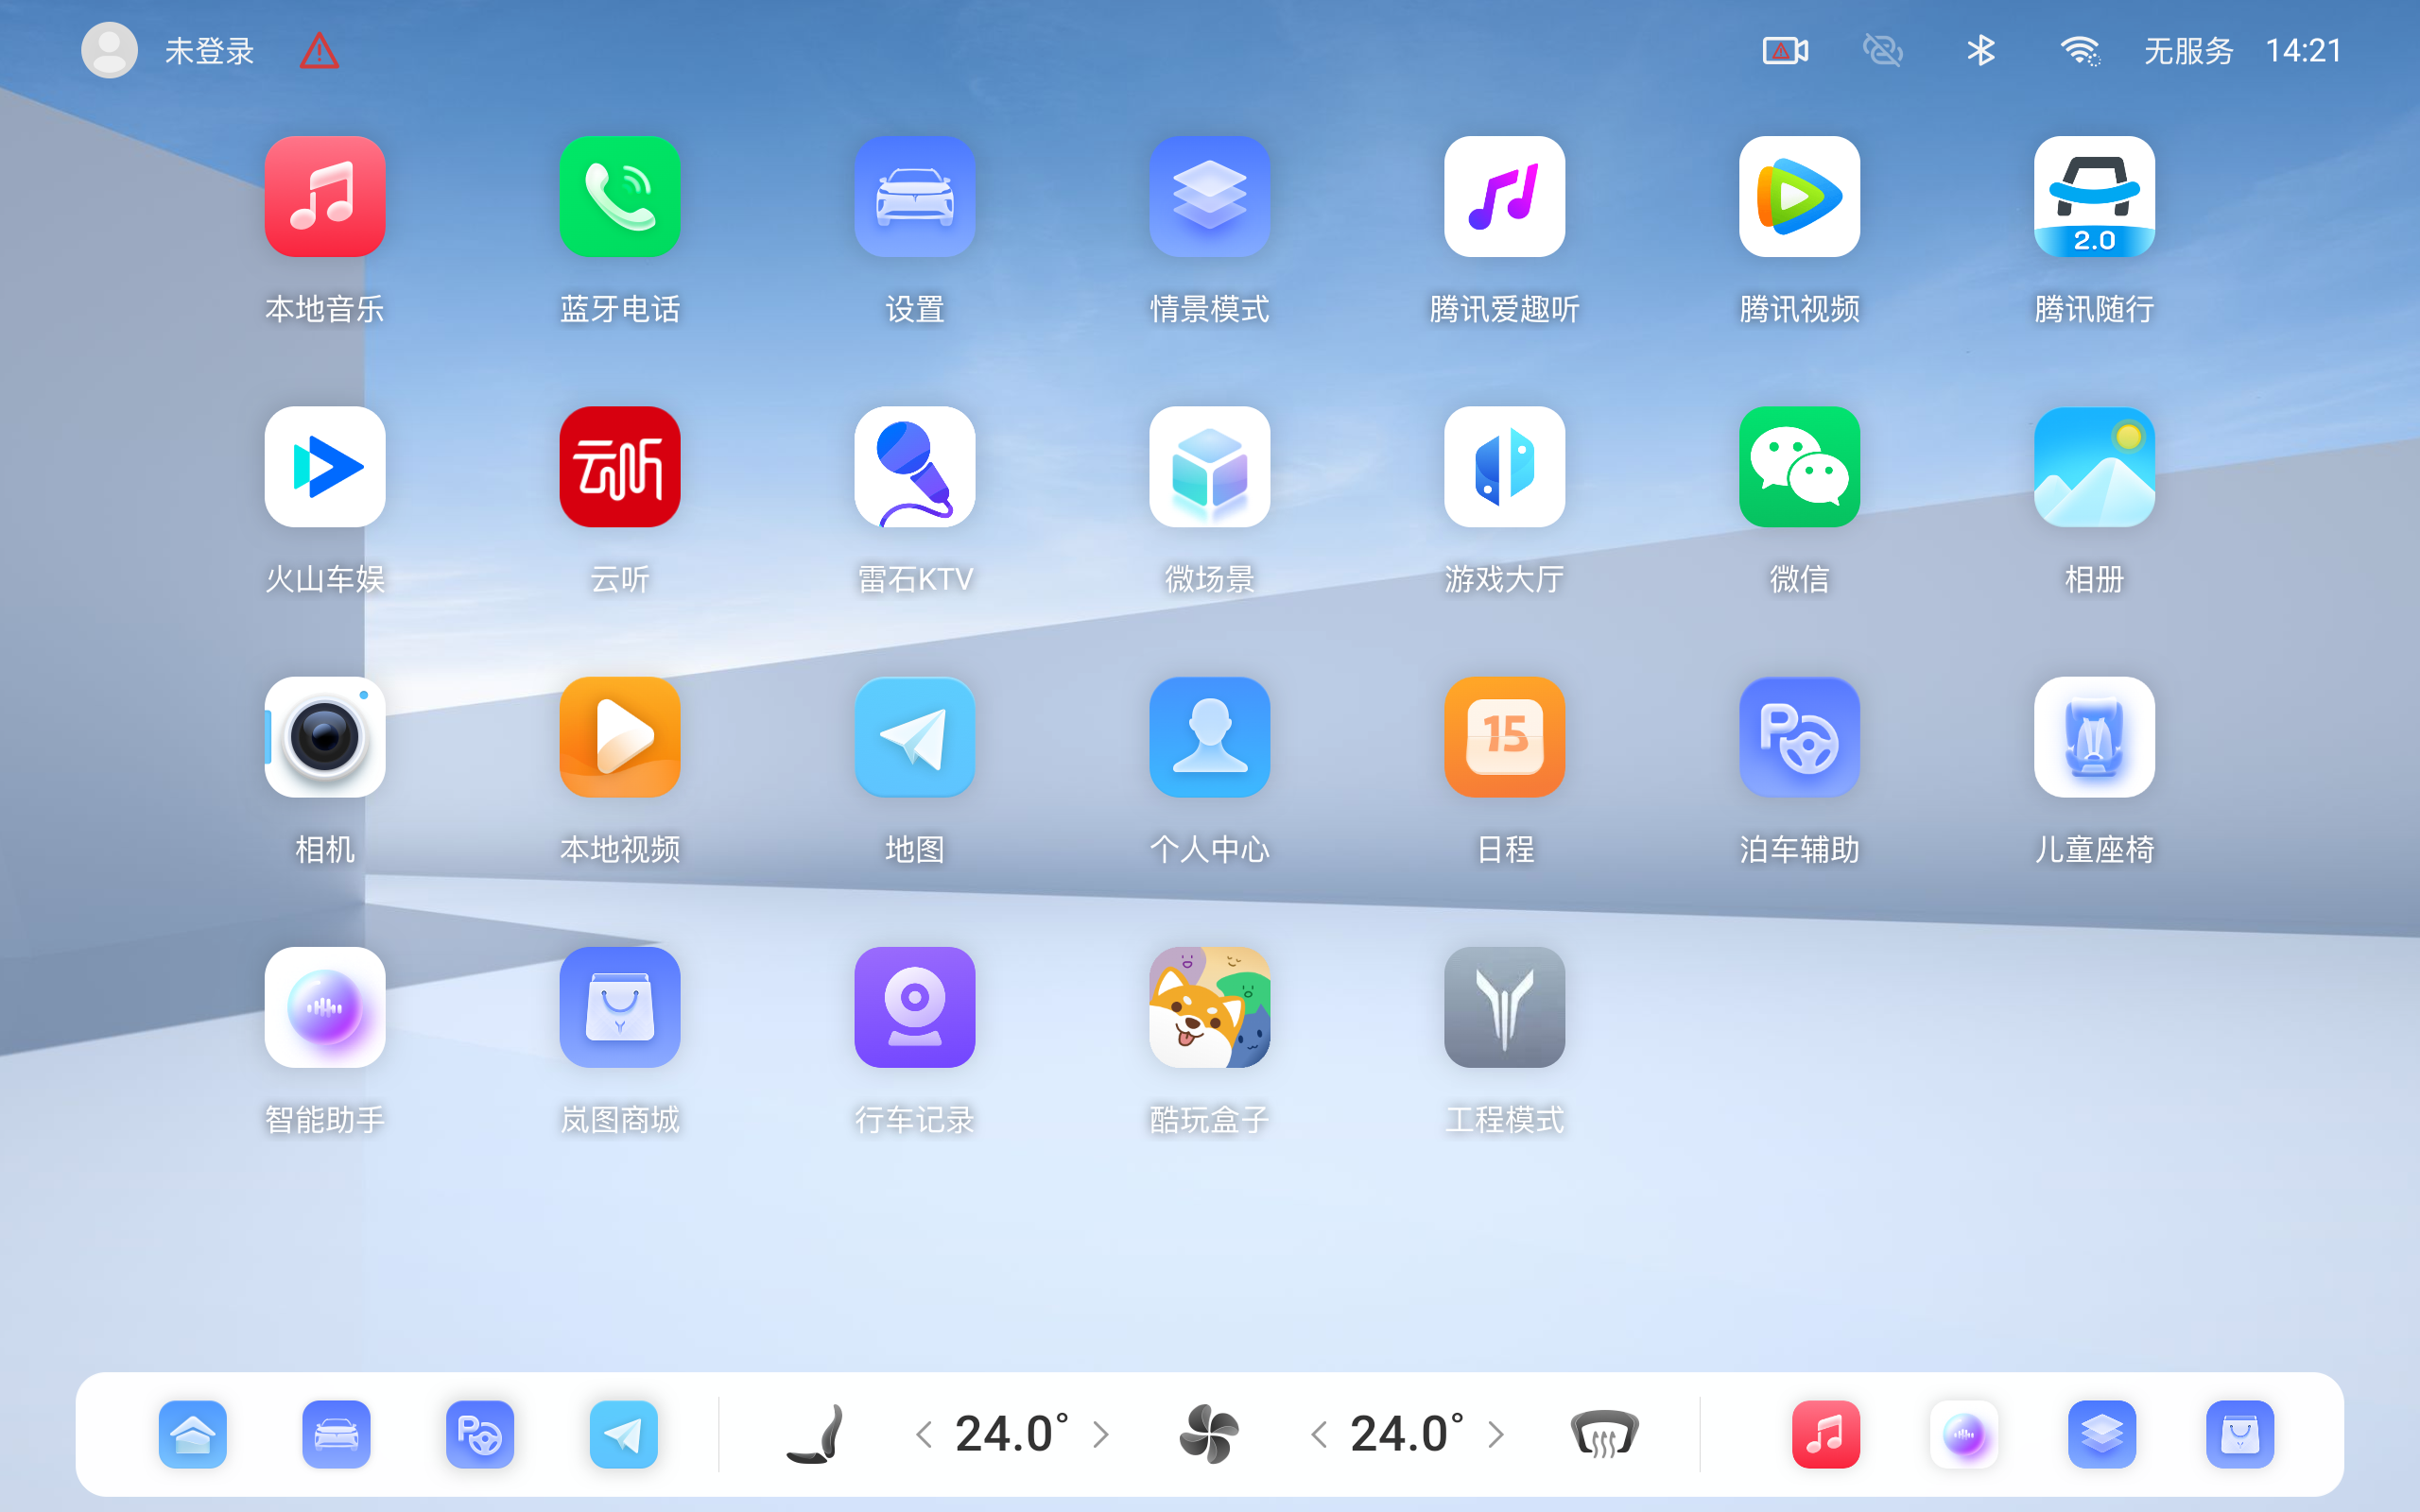 未登录
无服务 14:21
2.0
本地音乐 蓝牙电话 设置 情景模式 腾讯爱趣听 腾讯视频 腾讯随行
云听
火山车娱 云听 雷石KTV 微场景 游戏大厅 微信 相册
15 P
相机 本地视频 地图 个人中心 日程 泊车辅助 儿童座椅
智能助手 岚图商城 行车记录 酷玩盒子 工程模式
P 24.0° 24.0°